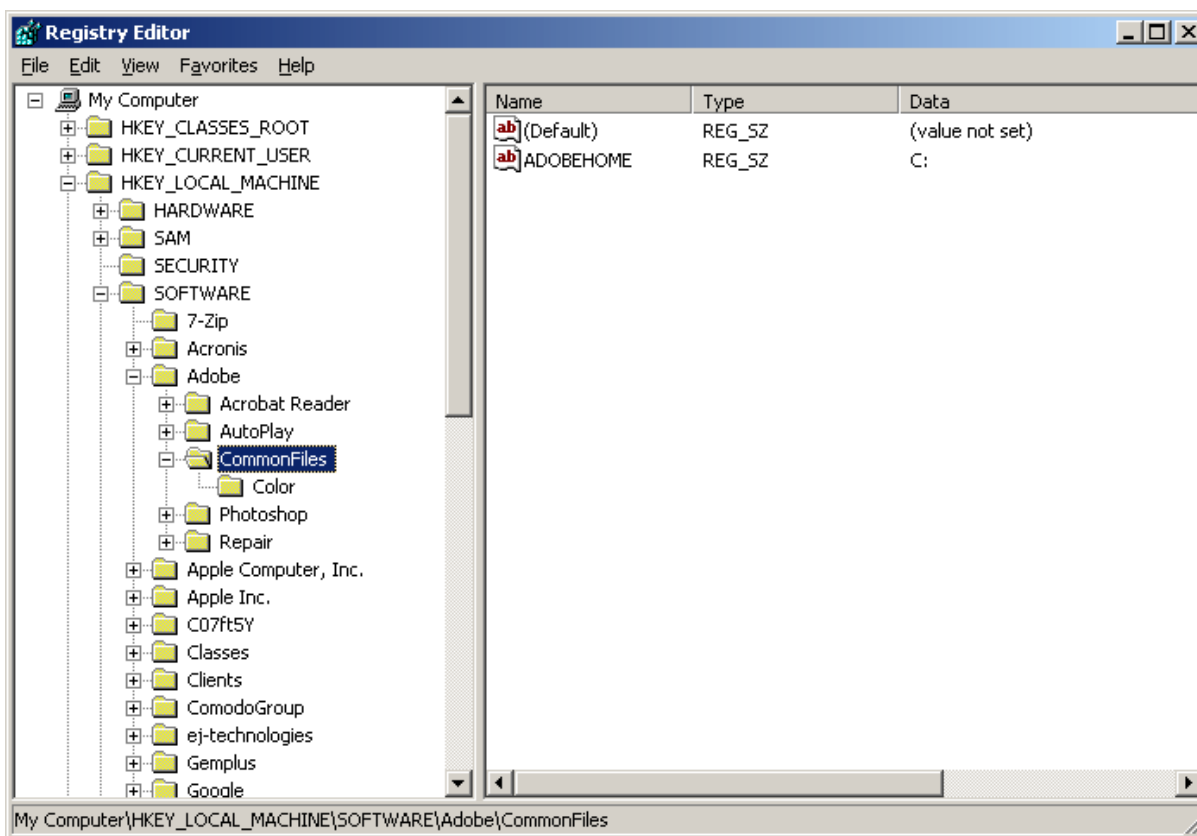 Registry Editor
File Edit View Favorites Help
My Computer
HKEY_CLASSES_ROOT
HKEY_CURRENT_USER
HKEY_LOCAL_MACHINE
HARDWARE
SAM
SECURITY
SOFTWARE
7-Zip
Acronis
Adobe
Acrobat Reader
AutoPlay
CommonFiles
Color
Photoshop
Repair
Apple Computer, Inc.
Apple Inc.
C07ft5Y
Classes
Clients
ComodoGroup
ej-technologies
Gemplus
Google
Name Type Data
ab (Default) REG_SZ (value not set)
ab ADOBEHOME REG_SZ C:
My Computer\HKEY_LOCAL_MACHINE\SOFTWARE\Adobe\CommonFiles